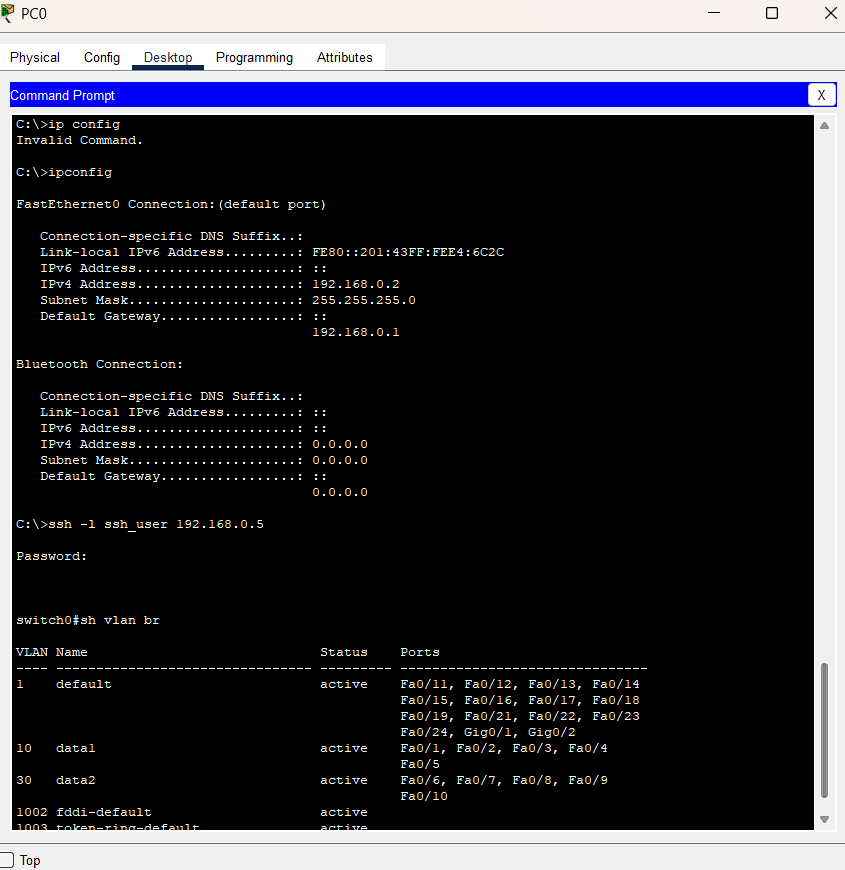 PC0
Physical Config Desktop Programming Attributes
Command Prompt X
C:\>ip config
Invalid Command.
C:\>ipconfig
FastEthernet0 Connection:(default port)
Connection-specific DNS Suffix..:
Link-local IPv6 Address.........: FE80::201:43FF:FEE4:6C2C
IPv6 Address....................: ::
IPv4 Address....................: 192.168.0.2
Subnet Mask.....................: 255.255.255.0
Default Gateway.................: ::
192.168.0.1
Bluetooth Connection:
Connection-specific DNS Suffix..:
Link-local IPv6 Address.........: ::
IPv6 Address....................: ::
IPv4 Address....................: 0.0.0.0
Subnet Mask.....................: 0.0.0.0
Default Gateway.................: ::
0.0.0.0
C:\>ssh -l ssh_user 192.168.0.5
Password:
switch0#sh vlan br
VLAN Name Status Ports
---- -------------------------------- --------- -------------------------------
1 default active Fa0/11, Fa0/12, Fa0/13, Fa0/14
Fa0/15, Fa0/16, Fa0/17, Fa0/18
Fa0/19, Fa0/21, Fa0/22, Fa0/23
Fa0/24, Gig0/1, Gig0/2
10 data1 active Fa0/1, Fa0/2, Fa0/3, Fa0/4
Fa0/5
30 data2 active Fa0/6, Fa0/7, Fa0/8, Fa0/9
Fa0/10
1002 fddi-default active
1003 token-ring-default active
Top